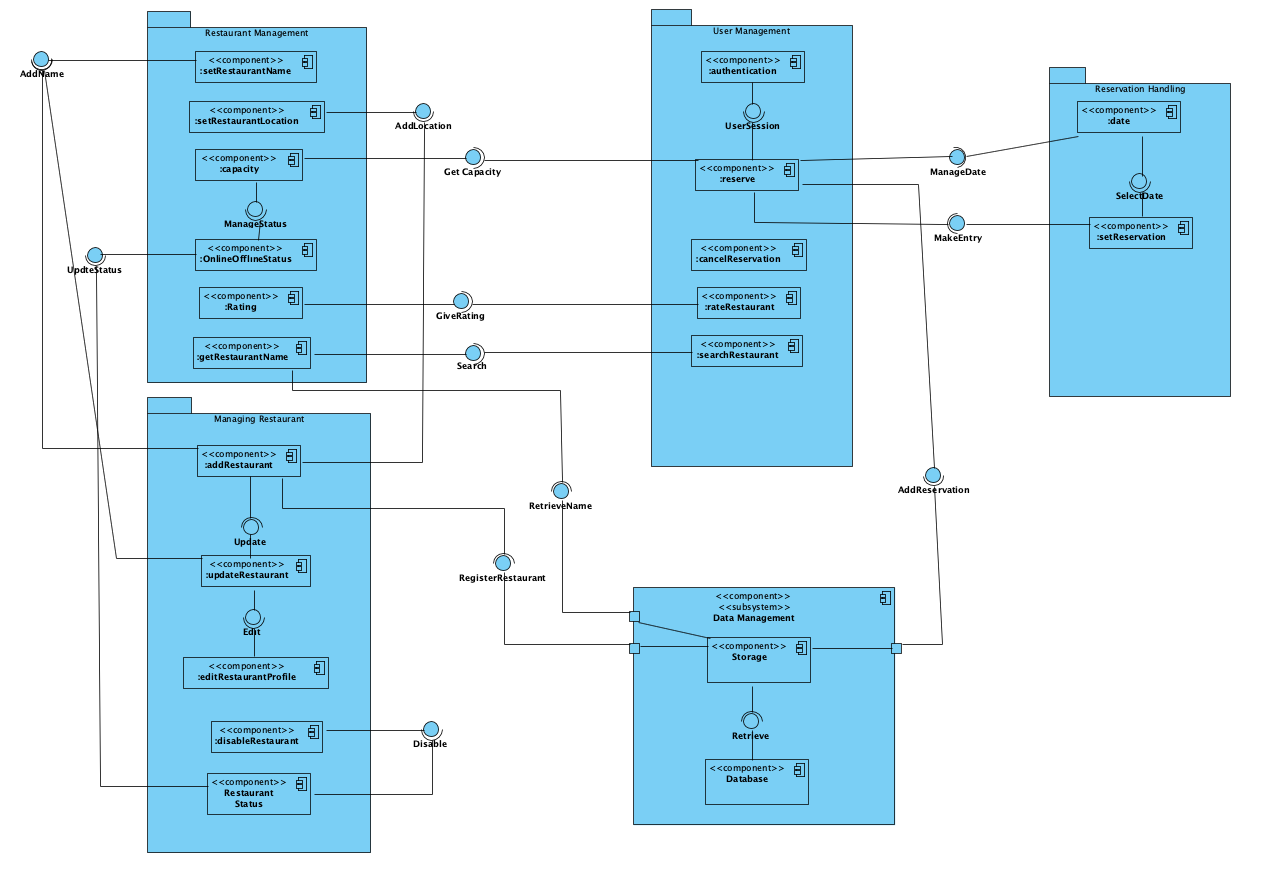 Restaurant Management
<<component>>
:setRestaurantName
<<component>>
:setRestaurantLocation
<<component>>
:capacity
ManageStatus
<<component>>
:OnlineOfflineStatus
<<component>>
:Rating
<<component>>
:getRestaurantName
AddName
UpdteStatus
AddLocation
Get Capacity
GiveRating
Search
User Management
<<component>>
:authentication
UserSession
<<component>>
:reserve
<<component>>
:cancelReservation
<<component>>
:rateRestaurant
<<component>>
:searchRestaurant
ManageDate
MakeEntry
Reservation Handling
<<component>>
:date
SelectDate
<<component>>
:setReservation
Managing Restaurant
<<component>>
:addRestaurant
Update
<<component>>
:updateRestaurant
Edit
<<component>>
:editRestaurantProfile
<<component>>
:disableRestaurant
<<component>>
Restaurant
Status
Disable
RetrieveName
RegisterRestaurant
AddReservation
<<component>>
<<subsystem>>
Data Management
<<component>>
Storage
Retrieve
<<component>>
Database